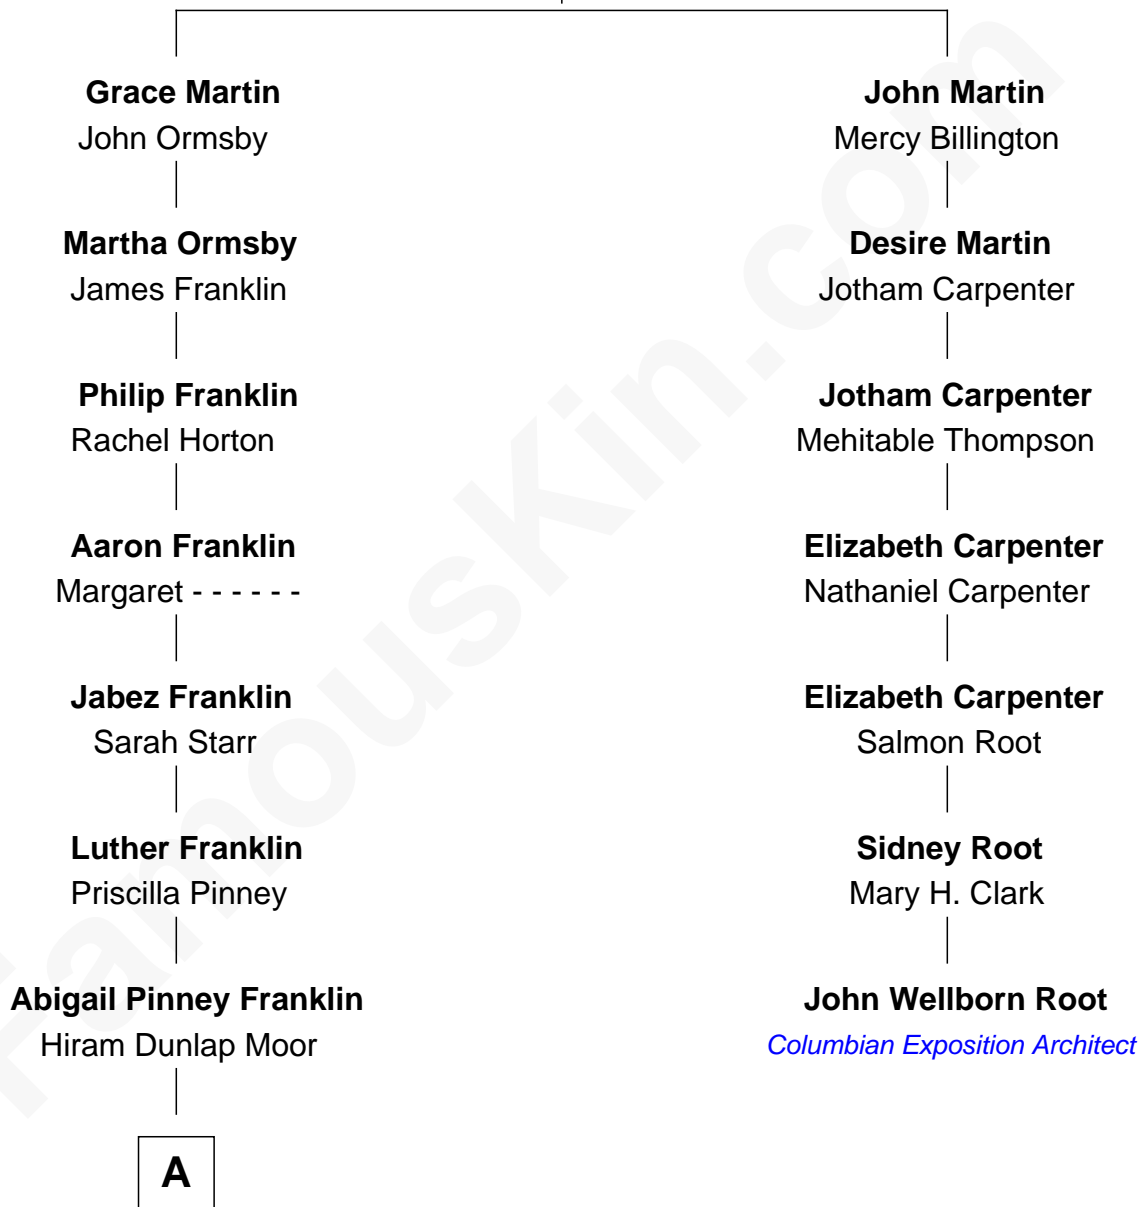 Grace Martin
John Ormsby
Martha Ormsby
James Franklin
Philip Franklin
Rachel Horton
Aaron Franklin
Margaret - - - - - -
Jabez Franklin
Sarah Starr
Luther Franklin
Priscilla Pinney
Abigail Pinney Franklin
Hiram Dunlap Moor
A
John Martin
Mercy Billington
Desire Martin
Jotham Carpenter
Jotham Carpenter
Mehitable Thompson
Elizabeth Carpenter
Nathaniel Carpenter
Elizabeth Carpenter
Salmon Root
Sidney Root
Mary H. Clark
John Wellborn Root
Columbian Exposition Architect
FamousKin.com